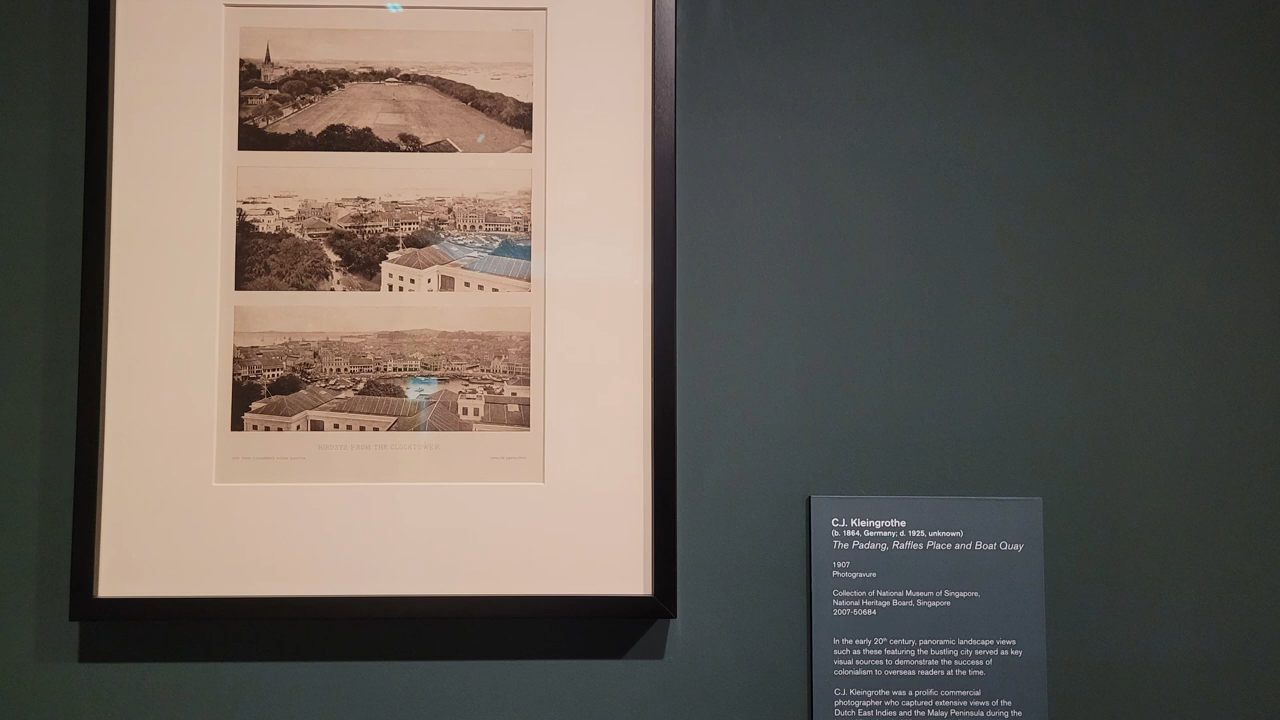 BIRDSEYE FROM THE CLOCKTOWER.
C.J. Kleingrothe
(b. 1864, Germany; d. 1925, unknown)
The Padang, Raffles Place and Boat Quay
1907
Photogravure
Collection of National Museum of Singapore,
National Heritage Board, Singapore
2007-50684
In the early 20th century, panoramic landscape views
such as these featuring the bustling city served as key
visual sources to demonstrate the success of
colonialism to overseas readers at the time.
C.J. Kleingrothe was a prolific commercial
photographer who captured extensive views of the
Dutch East Indies and the Malay Peninsula during the